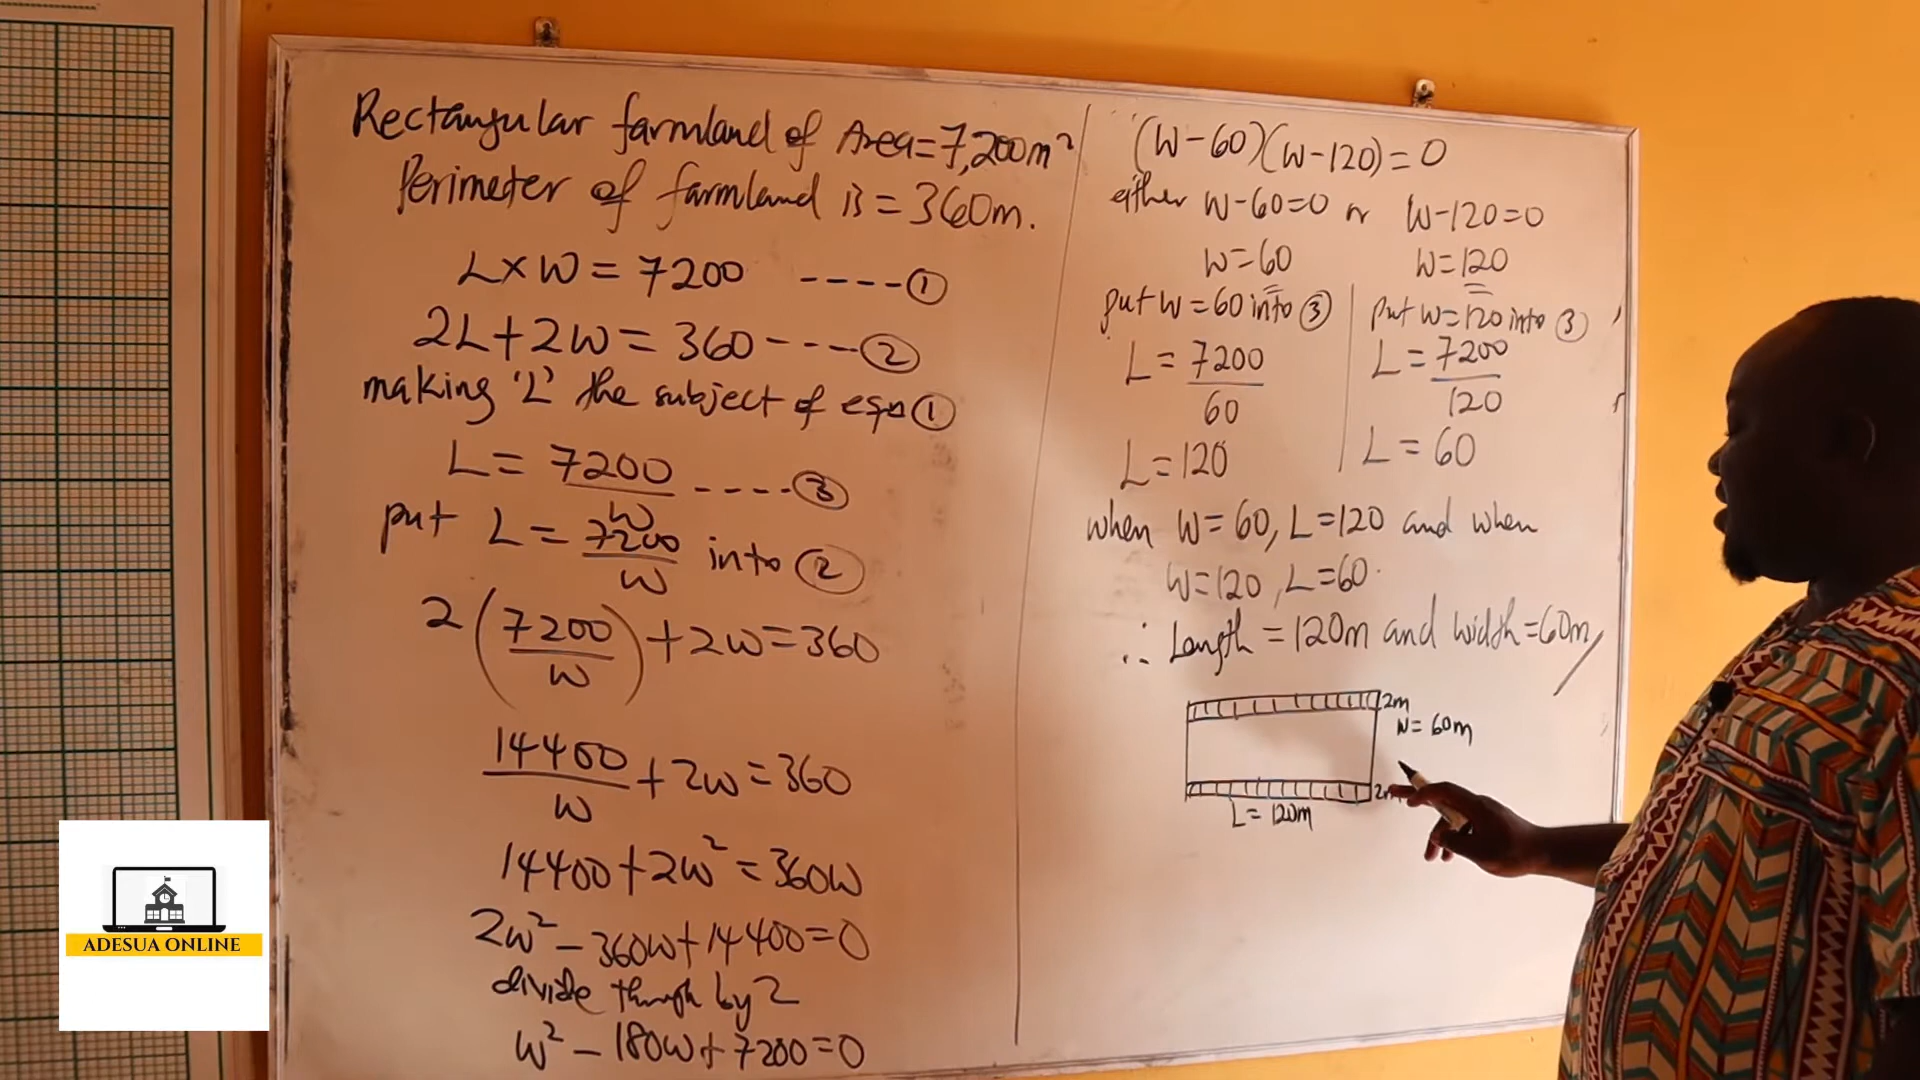 Rectangular farmland of Area=7,200m²
Perimeter of farmland is = 360m.
L×W = 7200 ----①
2L+2W = 360----②
making 'L' the subject of eqn ①
L = 7200/W ----③
put L = 7200/W into ②
2(7200/W)+2W=360
14400/W+2W=360
14400+2W²=360W
2W²-360W+14400=0
divide through by 2
W²-180W+7200=0
(W-60)(W-120)=0
either W-60=0 or W-120=0
W=60 W=120
put W=60 into ③
L=7200/60
L=120
put W=120 into ③
L=7200/120
L=60
when W=60, L=120 and when
W=120, L=60.
∴ Length = 120m and width=60m
2m
W=60m
2m
L=120m
ADESUA ONLINE